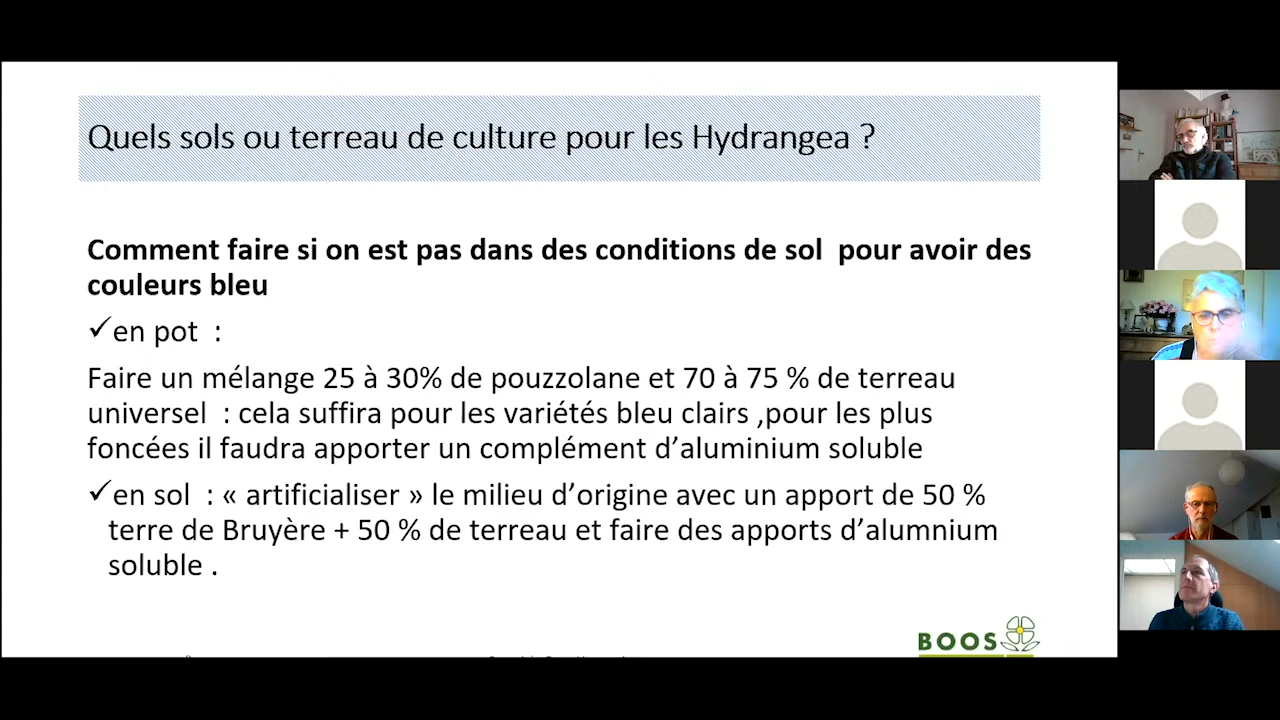 Quels sols ou terreau de culture pour les Hydrangea ?
Comment faire si on est pas dans des conditions de sol pour avoir des
couleurs bleu
✓en pot :
Faire un mélange 25 à 30% de pouzzolane et 70 à 75 % de terreau
universel : cela suffira pour les variétés bleu clairs ,pour les plus
foncées il faudra apporter un complément d’aluminium soluble
✓en sol : « artificialiser » le milieu d’origine avec un apport de 50 %
terre de Bruyère + 50 % de terreau et faire des apports d’alumnium
soluble .
BOOS